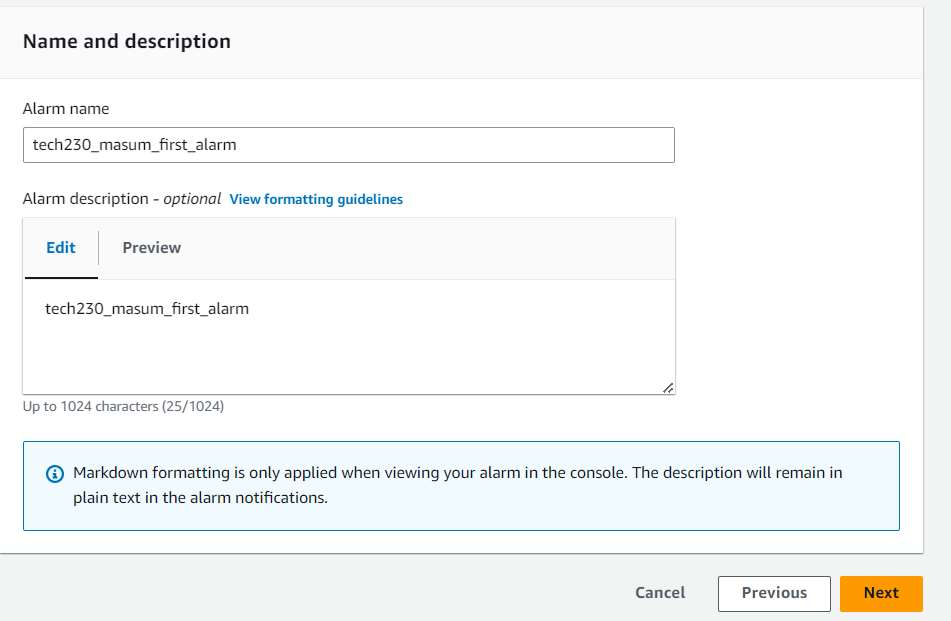 Name and description
Alarm name
tech230_masum_first_alarm
Alarm description - optional View formatting guidelines
Edit Preview
tech230_masum_first_alarm
Up to 1024 characters (25/1024)
Markdown formatting is only applied when viewing your alarm in the console. The description will remain in
plain text in the alarm notifications.
Cancel Previous Next